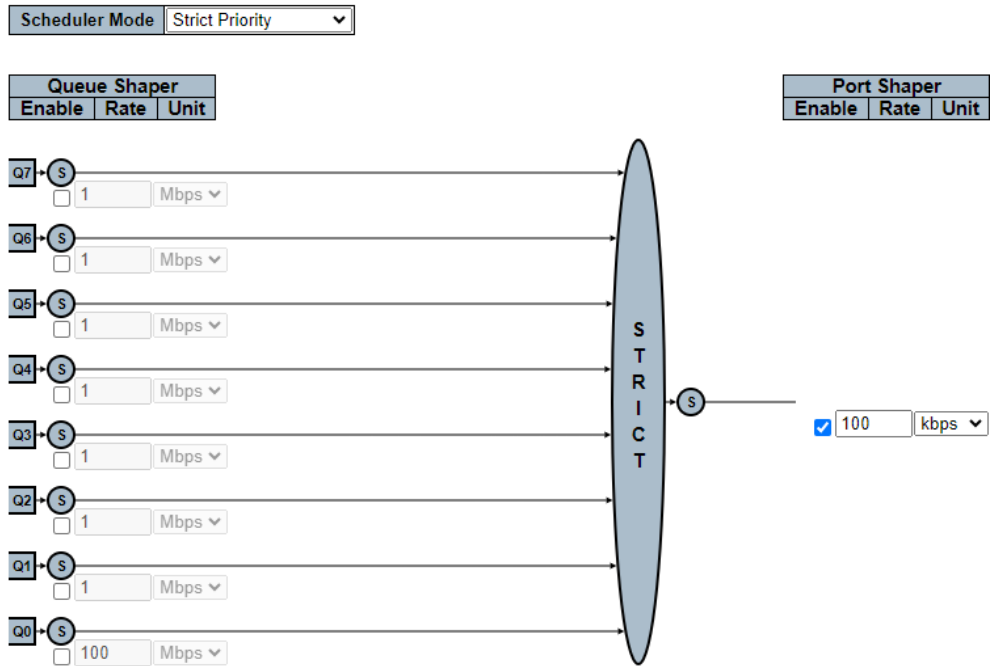 Scheduler Mode Strict Priority
Queue Shaper
Enable Rate Unit
Port Shaper
Enable Rate Unit
Q7 S
1 Mbps
Q6 S
1 Mbps
Q5 S
1 Mbps
Q4 S
1 Mbps
Q3 S
1 Mbps
Q2 S
1 Mbps
Q1 S
1 Mbps
Q0 S
100 Mbps
S
T
R
I
C
T
S
100 kbps